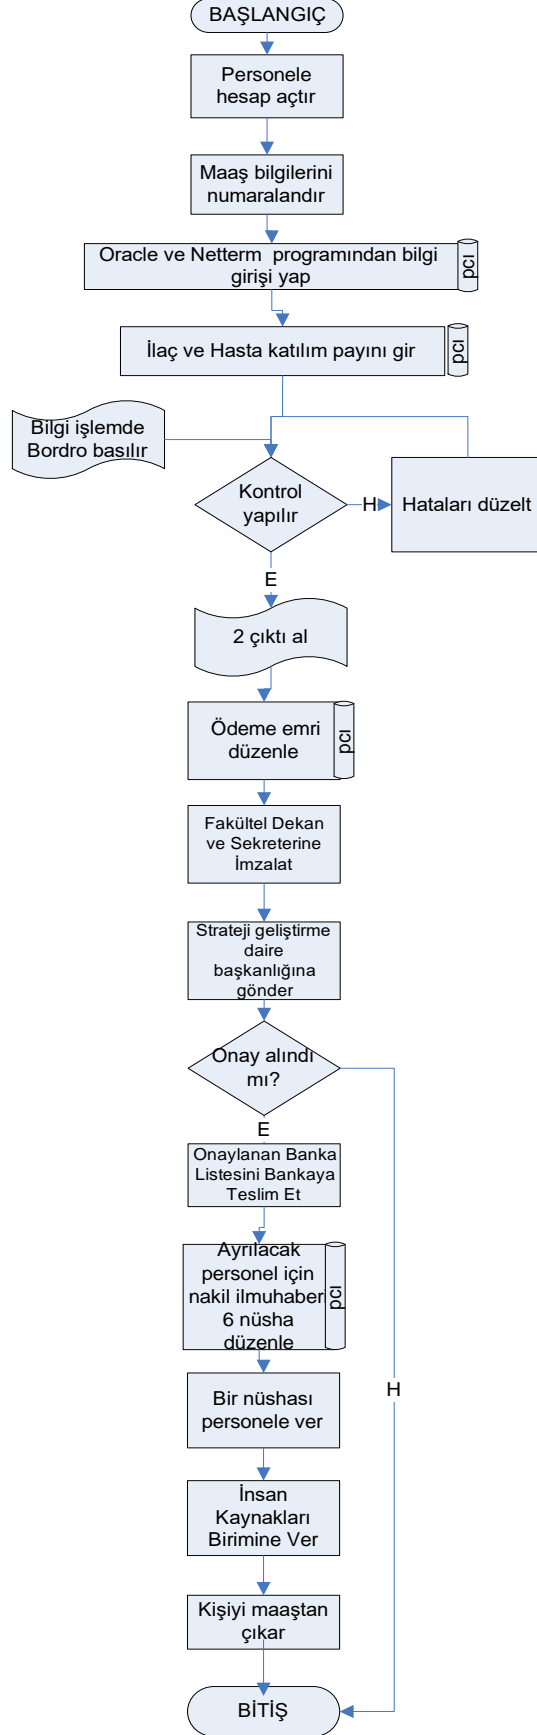 BAŞLANGIÇ
Personele
hesap açtır
Maaş bilgilerini
numaralandır
Oracle ve Netterm programından bilgi
girişi yap
pcı
İlaç ve Hasta katılım payını gir
pcı
Bilgi işlemde
Bordro basılır
Kontrol
yapılır
H
Hataları düzelt
E
2 çıktı al
Ödeme emri
düzenle
pcı
Fakültel Dekan
ve Sekreterine
İmzalat
Strateji geliştirme
daire
başkanlığına
gönder
Onay alındı
mı?
E
Onaylanan Banka
Listesini Bankaya
Teslim Et
Ayrılacak
personel için
nakil ilmuhaber
6 nüsha
düzenle
pcı
H
Bir nüshası
personele ver
İnsan
Kaynakları
Birimine Ver
Kişiyi maaştan
çıkar
BİTİŞ